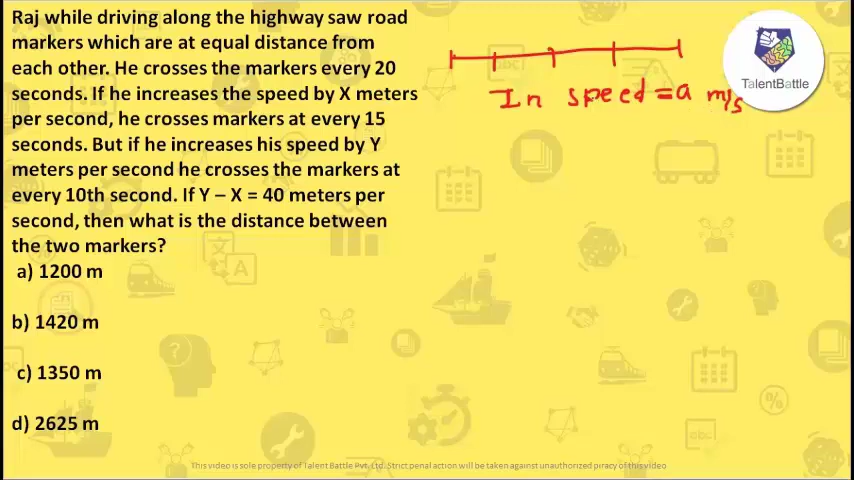 Raj while driving along the highway saw road
markers which are at equal distance from
each other. He crosses the markers every 20
seconds. If he increases the speed by X meters
per second, he crosses markers at every 15
seconds. But if he increases his speed by Y
meters per second he crosses the markers at
every 10th second. If Y – X = 40 meters per
second, then what is the distance between
the two markers?
a) 1200 m
b) 1420 m
c) 1350 m
d) 2625 m
In speed = a m/s
TalentBattle
This video is sole property of Talent Battle Pvt. Ltd. Strict penal action will be taken against unauthorized piracy of this video